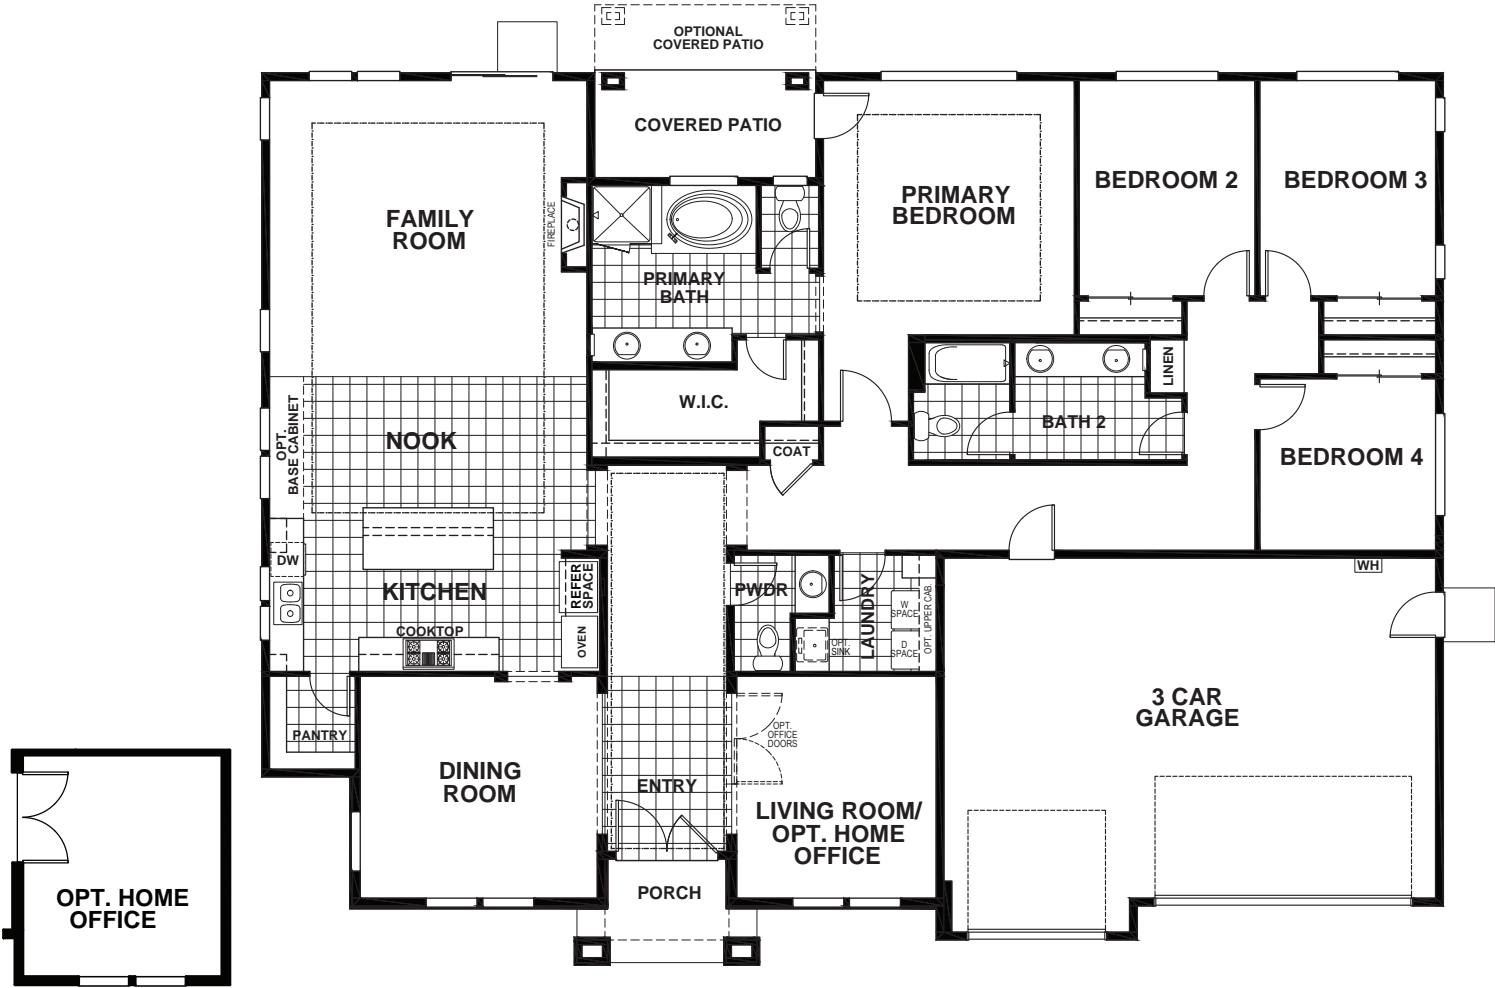 OPTIONAL
COVERED PATIO
COVERED PATIO
FAMILY
ROOM
FIREPLACE
PRIMARY
BATH
PRIMARY
BEDROOM
BEDROOM 2
BEDROOM 3
W.I.C.
COAT
LINEN
BATH 2
BEDROOM 4
OPT.
BASE CABINET
NOOK
DW
KITCHEN
COOKTOP
REFER
SPACE
OVEN
PWDR
LAUNDRY
OPT.
SINK
W
SPACE
D
SPACE
OPT. UPPER CAB.
WH
3 CAR
GARAGE
PANTRY
DINING
ROOM
ENTRY
OPT.
OFFICE
DOORS
LIVING ROOM/
OPT. HOME
OFFICE
PORCH
OPT. HOME
OFFICE